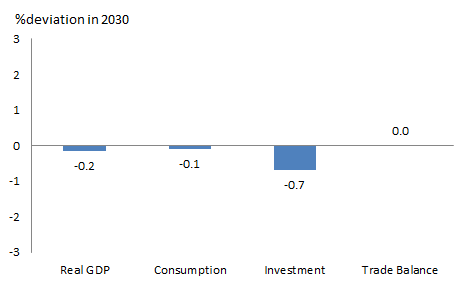 %deviation in 2030
3
2
1
0.0
0
-0.2
-0.1
-0.7
-1
-2
-3
Real GDP
Consumption
Investment
Trade Balance